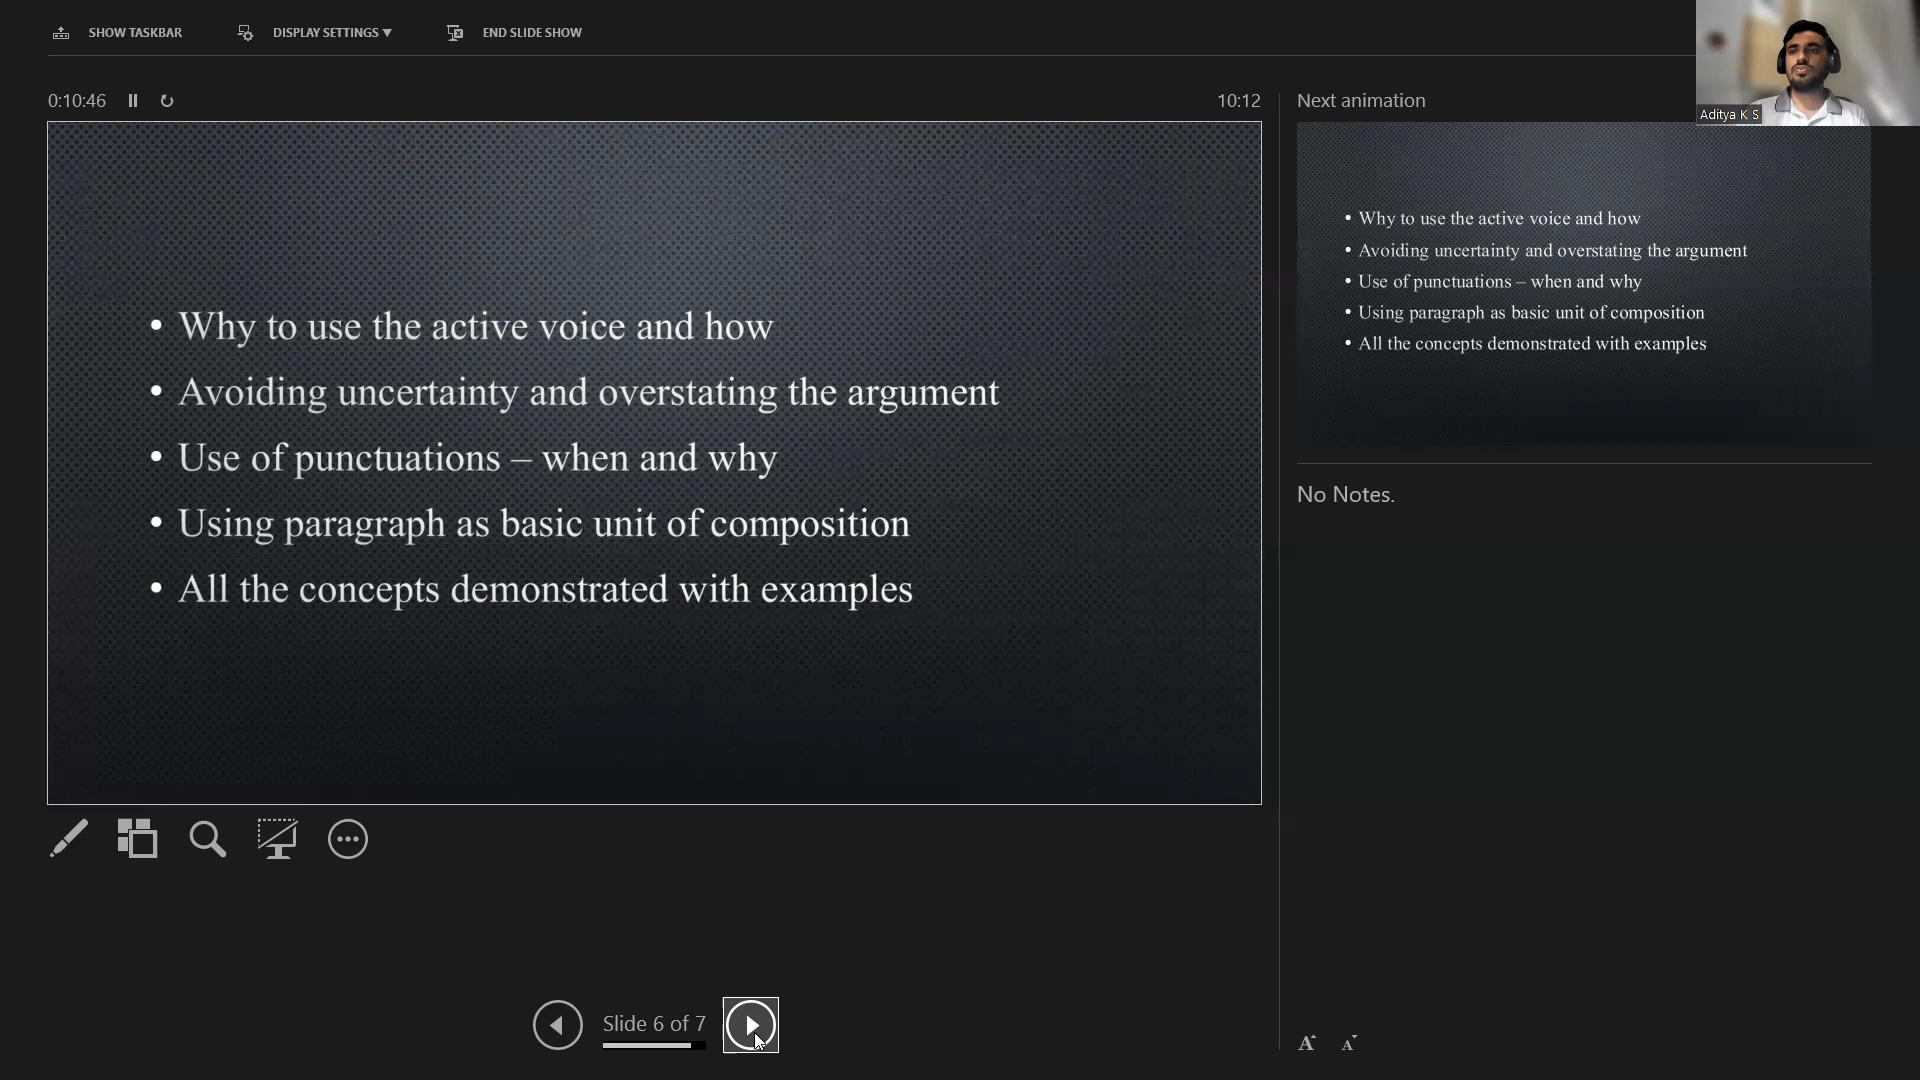 SHOW TASKBAR
DISPLAY SETTINGS ▼
END SLIDE SHOW
Aditya K S
0:10:46
10:12
Next animation
• Why to use the active voice and how
• Avoiding uncertainty and overstating the argument
• Use of punctuations – when and why
• Using paragraph as basic unit of composition
• All the concepts demonstrated with examples
• Why to use the active voice and how
• Avoiding uncertainty and overstating the argument
• Use of punctuations – when and why
• Using paragraph as basic unit of composition
• All the concepts demonstrated with examples
No Notes.
Slide 6 of 7
A A